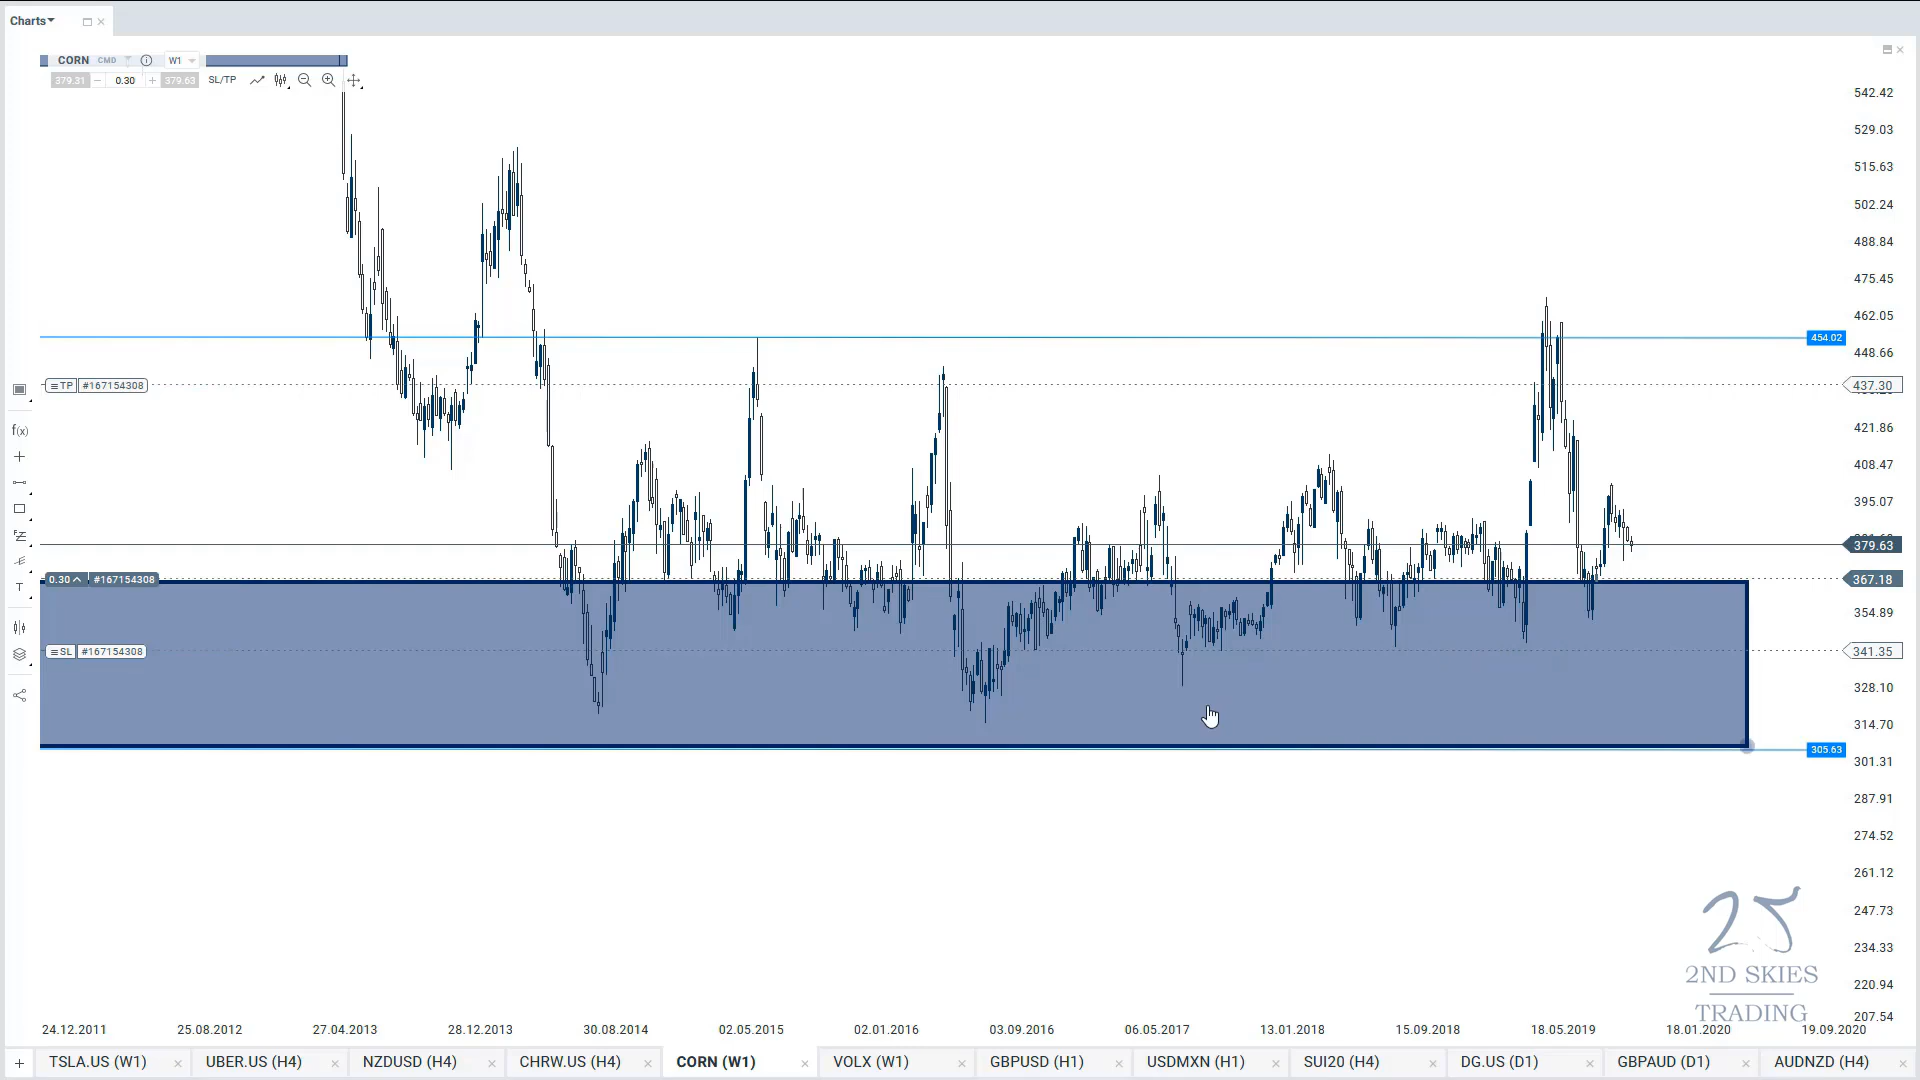 Charts
CORN CMD W1
379.31 0.30 379.63 SL/TP
542.42
529.03
515.63
502.24
488.84
475.45
462.05
454.02
448.66
TP #167154308
437.30
421.86
408.47
395.07
379.63
0.30 #167154308
367.18
354.89
SL #167154308
341.35
328.10
314.70
305.63
301.31
287.91
274.52
261.12
247.73
234.33
220.94
207.54
f(x)
T
25
2ND SKIES
TRADING
24.12.2011 25.08.2012 27.04.2013 28.12.2013 30.08.2014 02.05.2015 02.01.2016 03.09.2016 06.05.2017 13.01.2018 15.09.2018 18.05.2019 18.01.2020 19.09.2020
TSLA.US (W1) UBER.US (H4) NZDUSD (H4) CHRW.US (H4) CORN (W1) VOLX (W1) GBPUSD (H1) USDMXN (H1) SUI20 (H4) DG.US (D1) GBPAUD (D1) AUDNZD (H4)